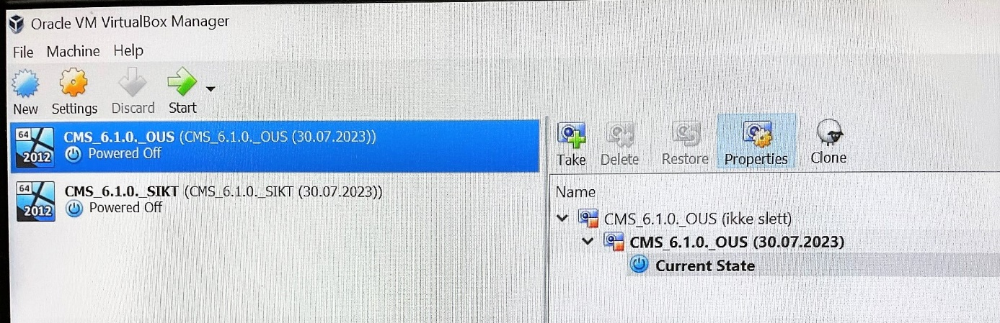 Oracle VM VirtualBox Manager
File Machine Help
New Settings Discard Start
64 2012 CMS_6.1.0._OUS (CMS_6.1.0._OUS (30.07.2023))
Powered Off
64 2012 CMS_6.1.0._SIKT (CMS_6.1.0._SIKT (30.07.2023))
Powered Off
Take Delete Restore Properties Clone
Name
CMS_6.1.0._OUS (ikke slett)
CMS_6.1.0._OUS (30.07.2023)
Current State